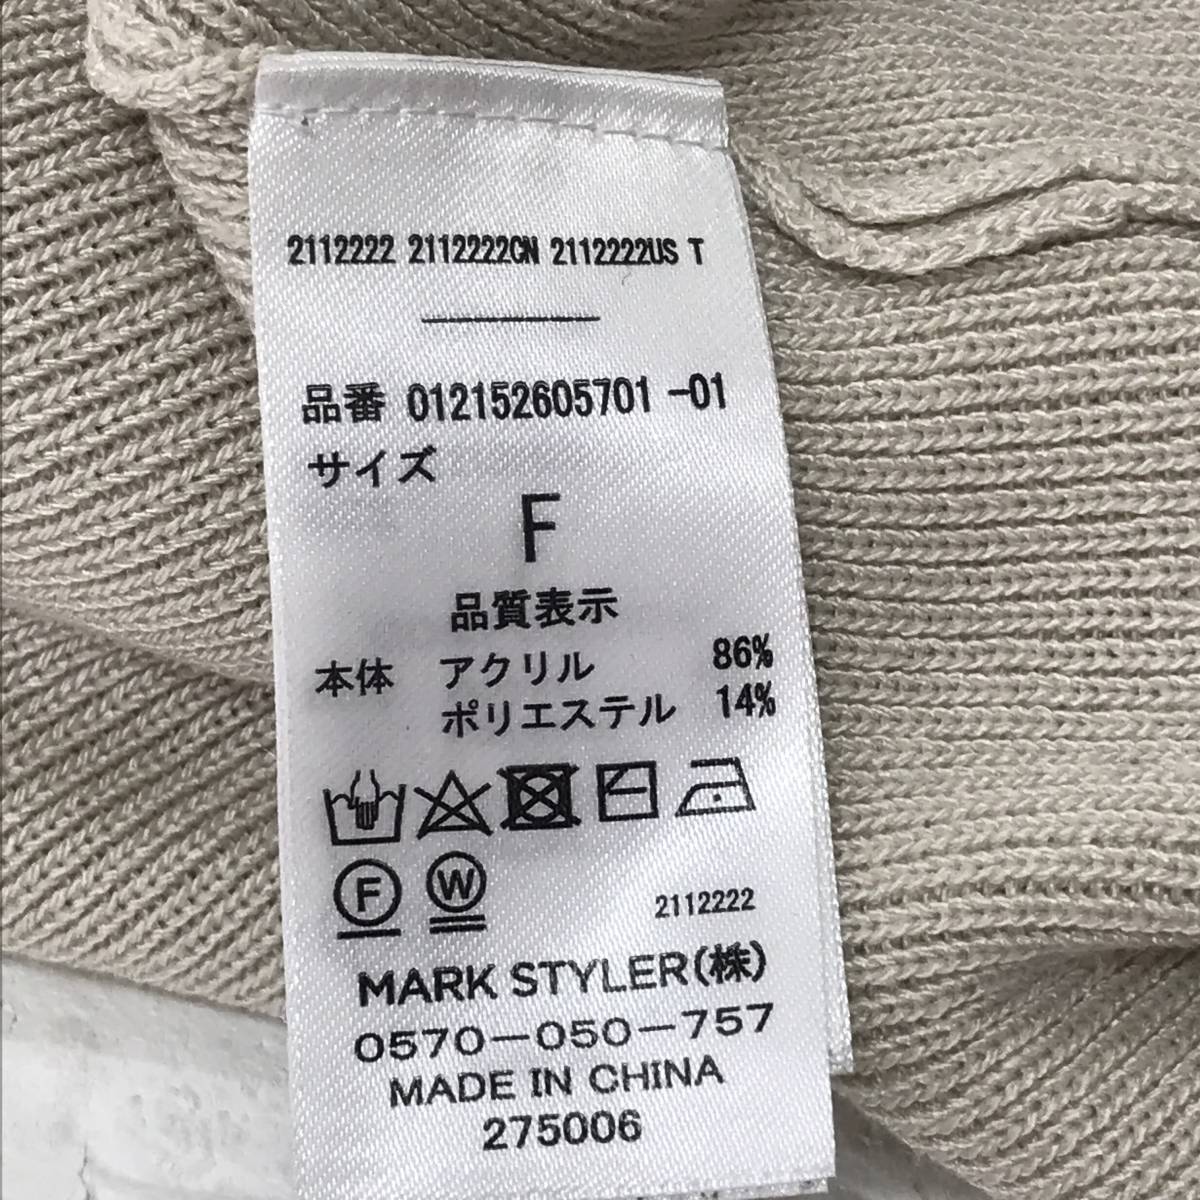 2112222 2112222CN 2112222US T
品番 012152605701 -01
サイズ
F
品質表示
本体 アクリル 86%
ポリエステル 14%
F W
2112222
MARK STYLER(株)
0570-050-757
MADE IN CHINA
275006